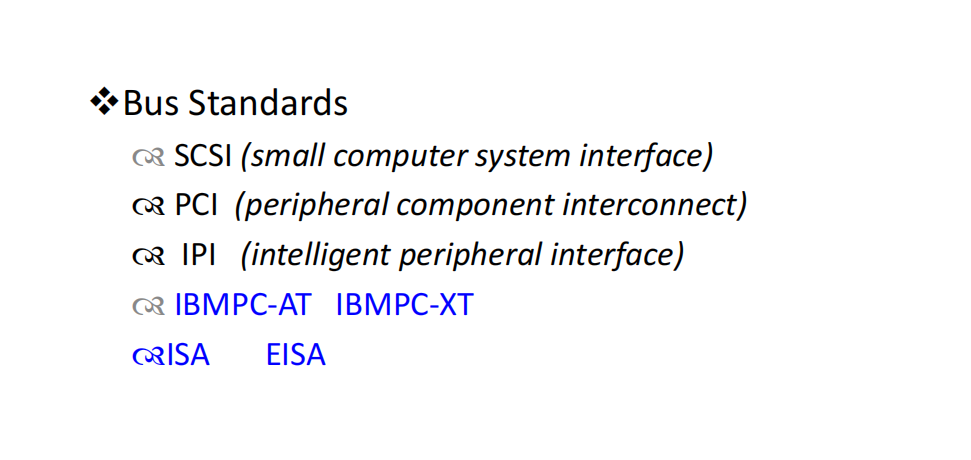 ❖Bus Standards
☙ SCSI (small computer system interface)
☙ PCI (peripheral component interconnect)
☙ IPI (intelligent peripheral interface)
☙ IBMPC-AT IBMPC-XT
☙ISA EISA